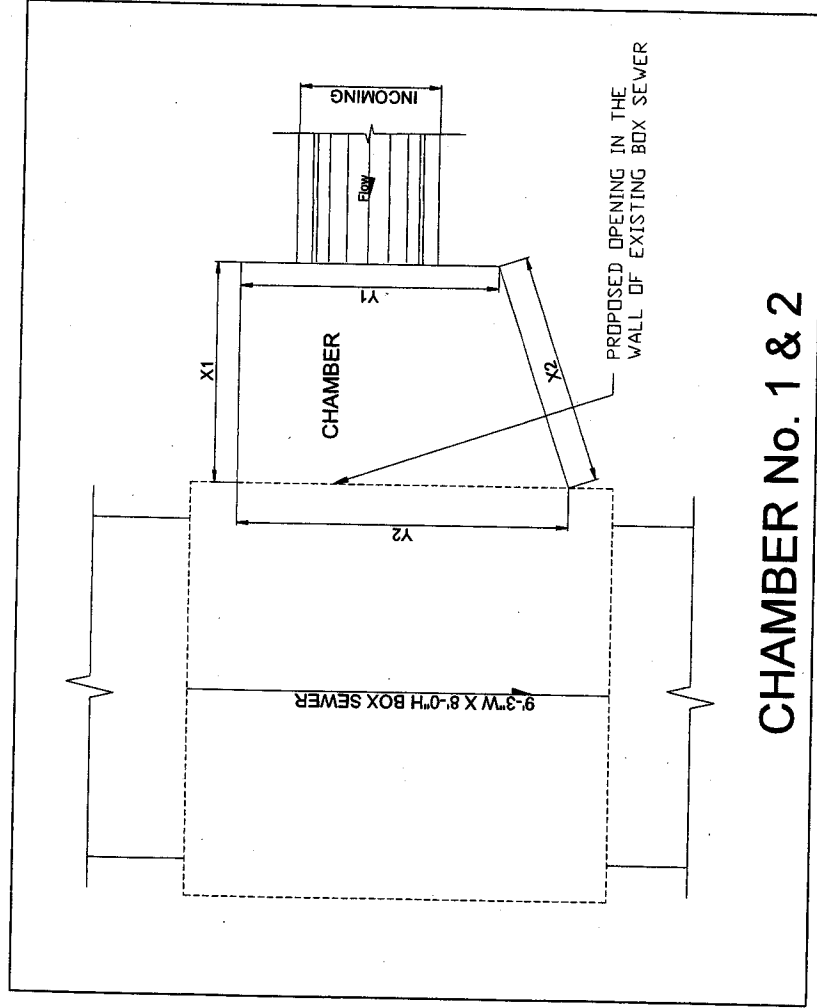 INCOMING
Flow
X1
Y1
CHAMBER
X2
Y2
PROPOSED OPENING IN THE
WALL OF EXISTING BOX SEWER
9'-3"W X 8'-0"H BOX SEWER
CHAMBER No. 1 & 2